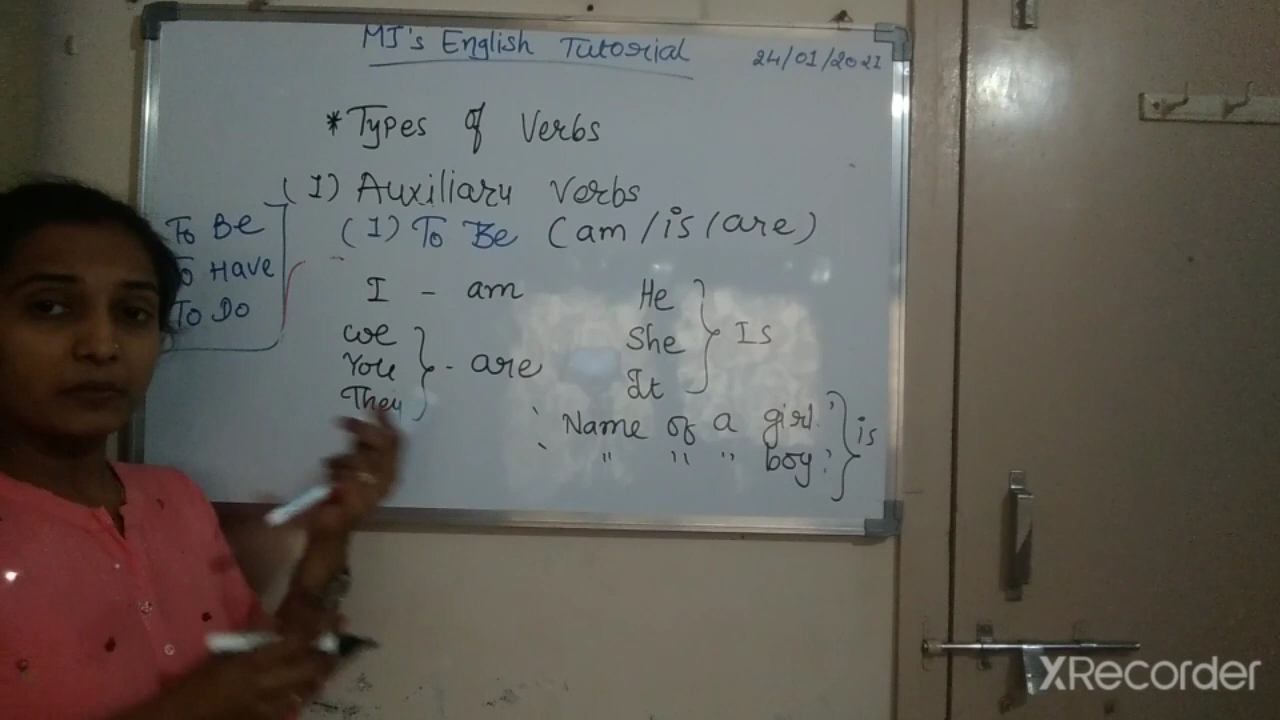 MJ's English Tutorial
24/01/2021
*Types of Verbs
(I) Auxiliary Verbs
To Be
To Have
To Do
(1) To Be (am/is/are)
I - am
We
You
They
} - are
He
She
It
} Is
Name of a girl.
" " " boy.
} is
XRecorder